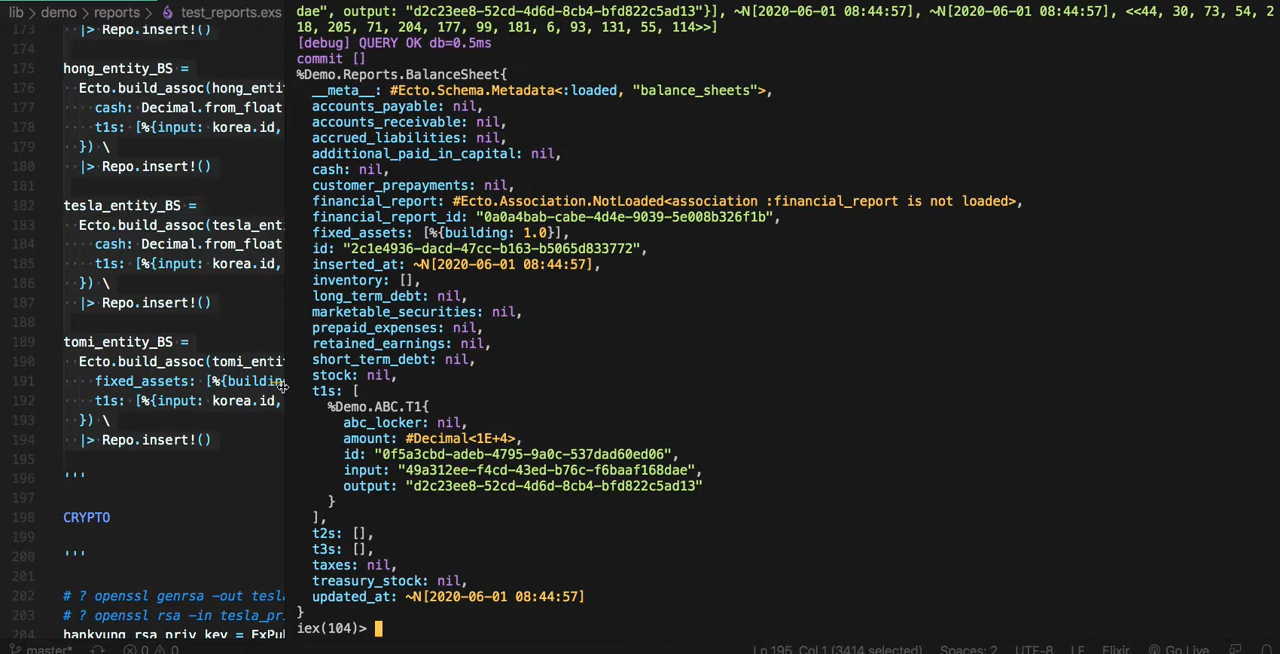 lib > demo > reports > test_reports.exs
173 |> Repo.insert!()
174
175 hong_entity_BS =
176 Ecto.build_assoc(hong_enti
177 cash: Decimal.from_float
178 t1s: [%{input: korea.id,
179 }) \
180 |> Repo.insert!()
181
182 tesla_entity_BS =
183 Ecto.build_assoc(tesla_ent
184 cash: Decimal.from_float
185 t1s: [%{input: korea.id,
186 }) \
187 |> Repo.insert!()
188
189 tomi_entity_BS =
190 Ecto.build_assoc(tomi_enti
191 fixed_assets: [%{buildin
192 t1s: [%{input: korea.id,
193 }) \
194 |> Repo.insert!()
195
196 '''
197
198 CRYPTO
199
200 '''
201
202 # ? openssl genrsa -out tesl
203 # ? openssl rsa -in tesla_pr
204 hankyung_rsa_priv_key = ExPu
dae", output: "d2c23ee8-52cd-4d6d-8cb4-bfd822c5ad13"}], ~N[2020-06-01 08:44:57], ~N[2020-06-01 08:44:57], <<44, 30, 73, 54, 2
18, 205, 71, 204, 177, 99, 181, 6, 93, 131, 55, 114>>]
[debug] QUERY OK db=0.5ms
commit []
%Demo.Reports.BalanceSheet{
__meta__: #Ecto.Schema.Metadata<:loaded, "balance_sheets">,
accounts_payable: nil,
accounts_receivable: nil,
accrued_liabilities: nil,
additional_paid_in_capital: nil,
cash: nil,
customer_prepayments: nil,
financial_report: #Ecto.Association.NotLoaded<association :financial_report is not loaded>,
financial_report_id: "0a0a4bab-cabe-4d4e-9039-5e008b326f1b",
fixed_assets: [%{building: 1.0}],
id: "2c1e4936-dacd-47cc-b163-b5065d833772",
inserted_at: ~N[2020-06-01 08:44:57],
inventory: [],
long_term_debt: nil,
marketable_securities: nil,
prepaid_expenses: nil,
retained_earnings: nil,
short_term_debt: nil,
stock: nil,
t1s: [
%Demo.ABC.T1{
abc_locker: nil,
amount: #Decimal<1E+4>,
id: "0f5a3cbd-adeb-4795-9a0c-537dad60ed06",
input: "49a312ee-f4cd-43ed-b76c-f6baaf168dae",
output: "d2c23ee8-52cd-4d6d-8cb4-bfd822c5ad13"
}
],
t2s: [],
t3s: [],
taxes: nil,
treasury_stock: nil,
updated_at: ~N[2020-06-01 08:44:57]
}
iex(104)>
master* 0 0 Ln 195, Col 1 (3414 selected) Spaces: 2 UTF-8 LF Elixir Go Live